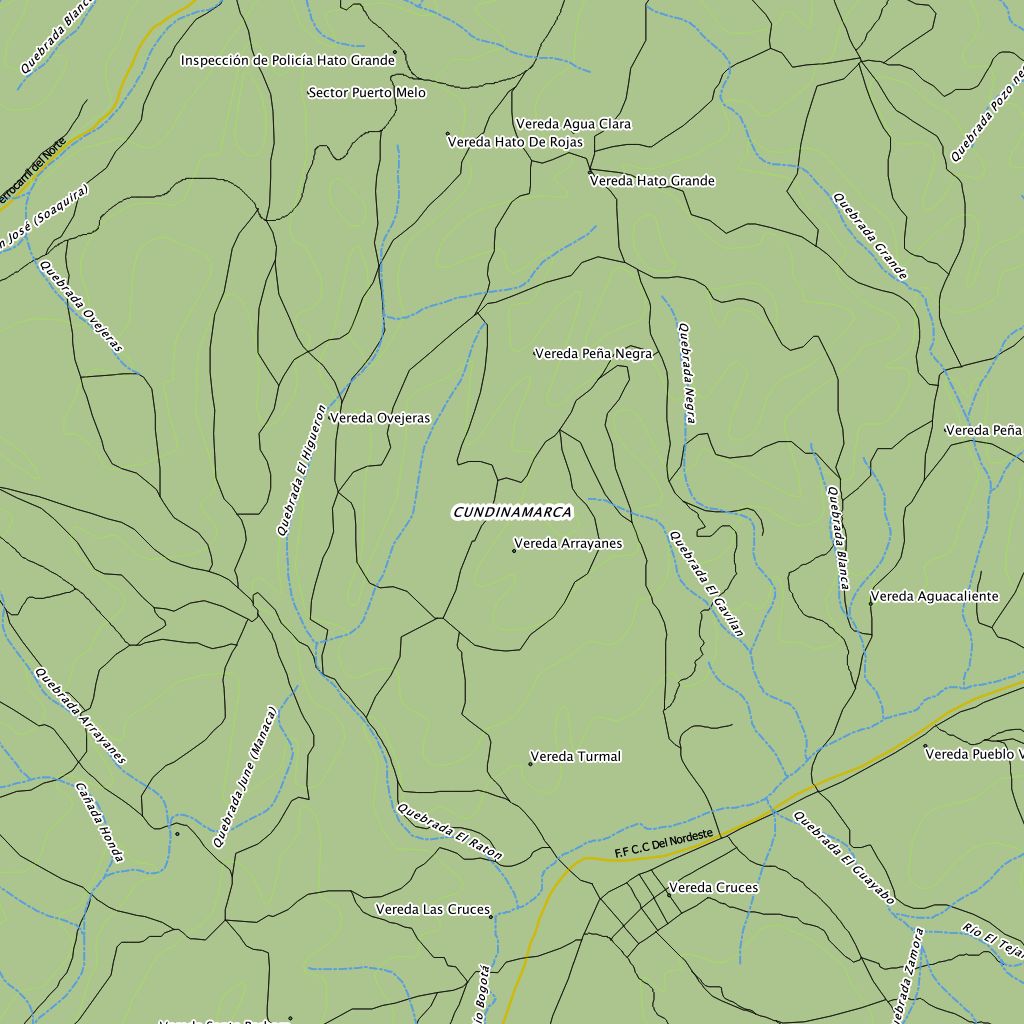 Quebrada Blanca
Inspección de Policía Hato Grande
Sector Puerto Melo
Quebrada Pozo
Vereda Agua Clara
Vereda Hato De Rojas
del Norte
Vereda Hato Grande
José (Soaquira)
Quebrada Grande
Quebrada Ovejeras
Vereda Peña Negra
Quebrada Negra
Vereda Ovejeras
Quebrada El Higueron
Vereda Peña
CUNDINAMARCA
Quebrada Blanca
Vereda Arrayanes
Quebrada El Gavilan
Vereda Aguacaliente
Quebrada Arrayanes
Quebrada June (Manaca)
Vereda Turmal
Vereda Pueblo V
Cañada Honda
Quebrada El Raton
F.F C.C Del Nordeste
Quebrada El Guayabo
Vereda Cruces
Vereda Las Cruces
Río El Tejar
Zamora
Bogotá